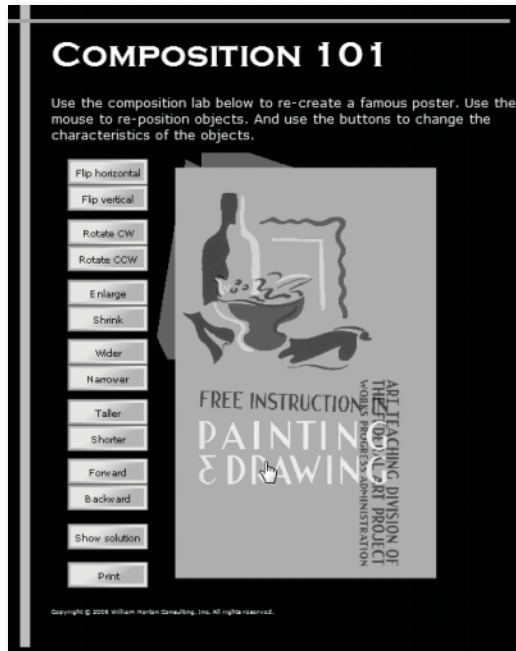 COMPOSITION 101
Use the composition lab below to re-create a famous poster. Use the
mouse to re-position objects. And use the buttons to change the
characteristics of the objects.
Flip horizontal
Flip vertical
Rotate CW
Rotate CCW
Enlarge
Shrink
Wider
Narrower
Taller
Shorter
Forward
Backward
Show solution
Print
FREE INSTRUCTION
PAINTING
& DRAWING
ART TEACHING DIVISION OF
THE FEDERAL ART PROJECT
WORKS PROGRESS ADMINISTRATION
Copyright © 2006 William Horton Consulting, Inc. All rights reserved.